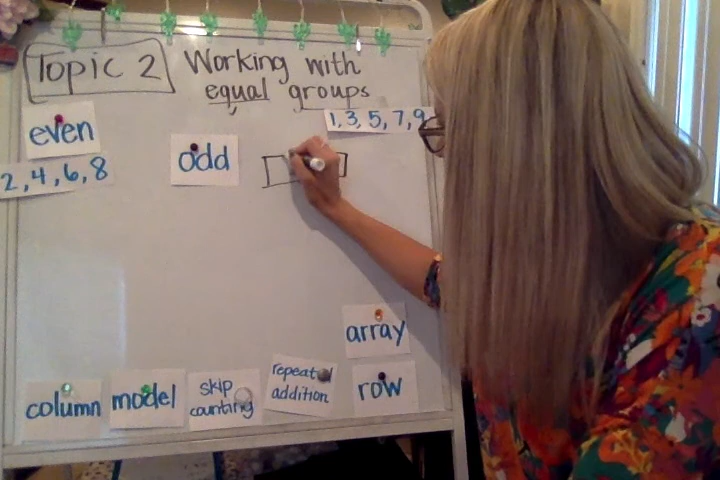 Topic 2
Working with
equal groups
1, 3, 5, 7, 9
even
odd
2, 4, 6, 8
array
column
model
skip
counting
repeat
addition
row